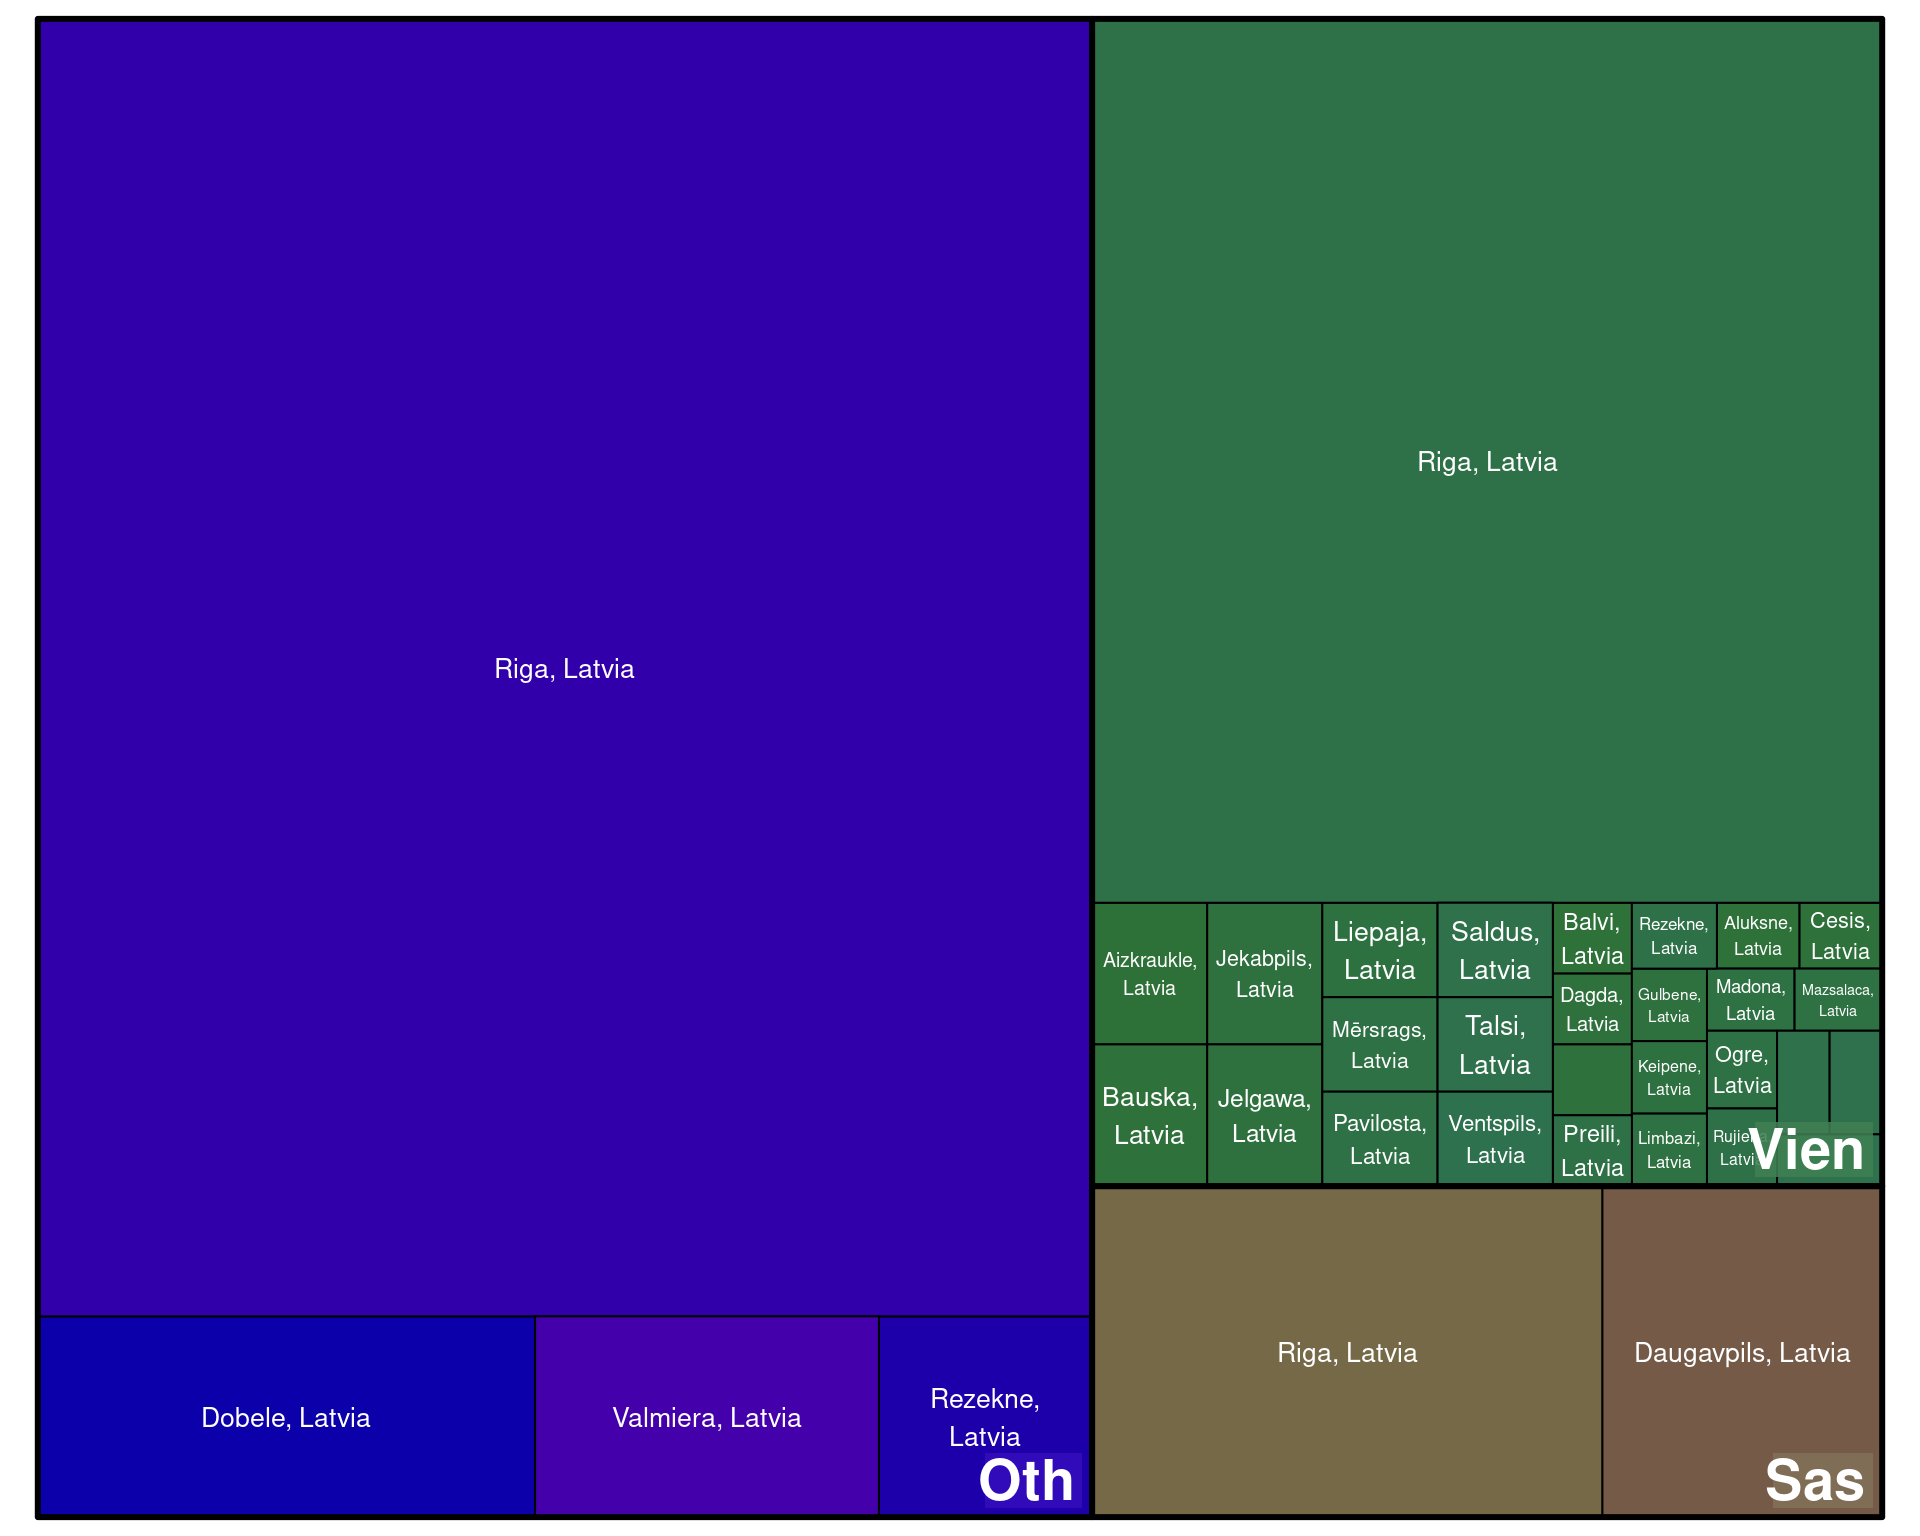 Riga, Latvia
Dobele, Latvia
Valmiera, Latvia
Rezekne,
Latvia
Oth
Riga, Latvia
Aizkraukle,
Latvia
Bauska,
Latvia
Jekabpils,
Latvia
Jelgawa,
Latvia
Liepaja,
Latvia
Mērsrags,
Latvia
Pavilosta,
Latvia
Saldus,
Latvia
Talsi,
Latvia
Ventspils,
Latvia
Balvi,
Latvia
Dagda,
Latvia
Preili,
Latvia
Rezekne,
Latvia
Aluksne,
Latvia
Cesis,
Latvia
Gulbene,
Latvia
Keipene,
Latvia
Limbazi,
Latvia
Madona,
Latvia
Mazsalaca,
Latvia
Ogre,
Latvia
Vien
Riga, Latvia
Daugavpils, Latvia
Sas